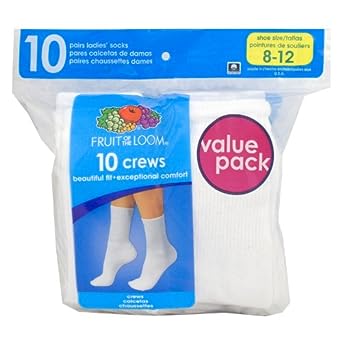 10 pairs ladies' socks
pares calcetas de damas
pares chaussettes dames
shoe size/tallas
pointures de souliers
8-12
U.S.A.
FRUIT OF THE LOOM®
10 crews
beautiful fit•exceptional comfort
value
pack
crews
calcetas
chaussettes